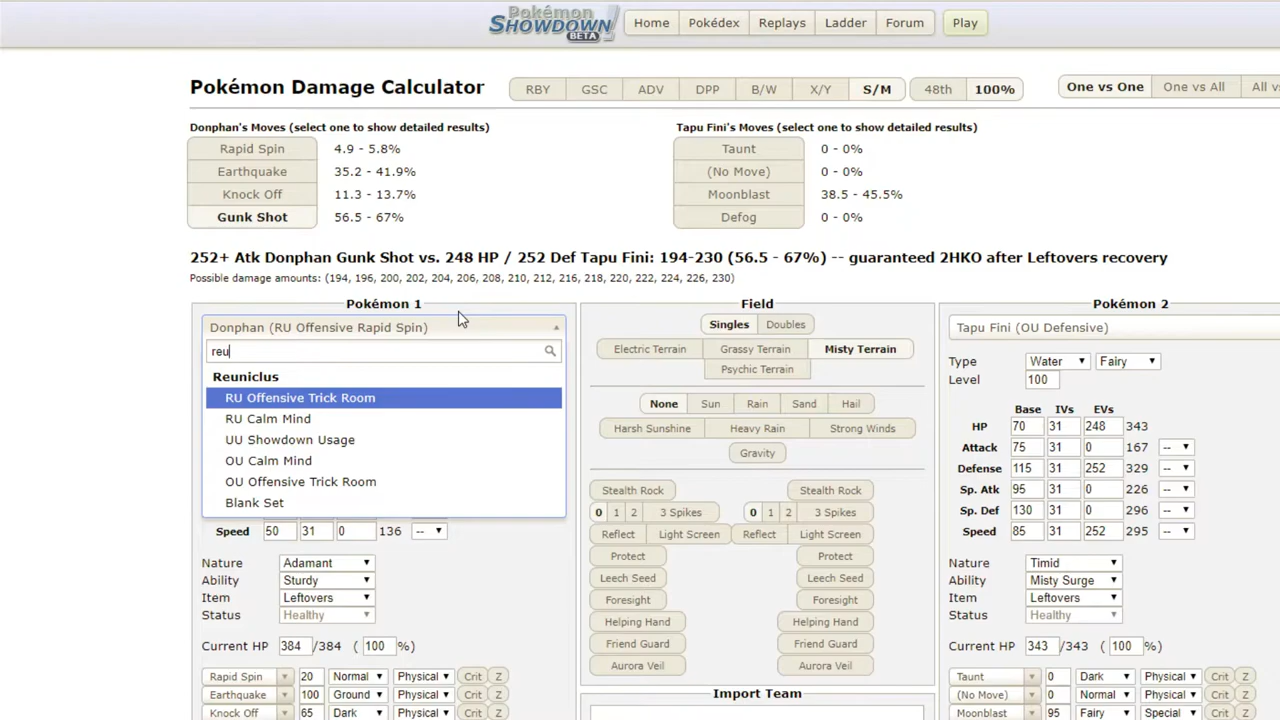 Pokémon SHOWDOWN BETA Home Pokédex Replays Ladder Forum Play
Pokémon Damage Calculator RBY GSC ADV DPP B/W X/Y S/M 48th 100% One vs One One vs All All v
Donphan's Moves (select one to show detailed results)
Rapid Spin 4.9 - 5.8%
Earthquake 35.2 - 41.9%
Knock Off 11.3 - 13.7%
Gunk Shot 56.5 - 67%
Tapu Fini's Moves (select one to show detailed results)
Taunt 0 - 0%
(No Move) 0 - 0%
Moonblast 38.5 - 45.5%
Defog 0 - 0%
252+ Atk Donphan Gunk Shot vs. 248 HP / 252 Def Tapu Fini: 194-230 (56.5 - 67%) -- guaranteed 2HKO after Leftovers recovery
Possible damage amounts: (194, 196, 200, 202, 204, 206, 208, 210, 212, 216, 218, 220, 222, 224, 226, 230)
Pokémon 1
Donphan (RU Offensive Rapid Spin)
reu
Reuniclus
RU Offensive Trick Room
RU Calm Mind
UU Showdown Usage
OU Calm Mind
OU Offensive Trick Room
Blank Set
Speed 50 31 0 136 --
Nature Adamant
Ability Sturdy
Item Leftovers
Status Healthy
Current HP 384 /384 ( 100 %)
Rapid Spin 20 Normal Physical Crit Z
Earthquake 100 Ground Physical Crit Z
Knock Off 65 Dark Physical Crit Z
Field
Singles Doubles
Electric Terrain Grassy Terrain Misty Terrain
Psychic Terrain
None Sun Rain Sand Hail
Harsh Sunshine Heavy Rain Strong Winds
Gravity
Stealth Rock Stealth Rock
0 1 2 3 Spikes 0 1 2 3 Spikes
Reflect Light Screen Reflect Light Screen
Protect Protect
Leech Seed Leech Seed
Foresight Foresight
Helping Hand Helping Hand
Friend Guard Friend Guard
Aurora Veil Aurora Veil
Import Team
Pokémon 2
Tapu Fini (OU Defensive)
Type Water Fairy
Level 100
Base IVs EVs
HP 70 31 248 343
Attack 75 31 0 167 --
Defense 115 31 252 329 --
Sp. Atk 95 31 0 226 --
Sp. Def 130 31 0 296 --
Speed 85 31 252 295 --
Nature Timid
Ability Misty Surge
Item Leftovers
Status Healthy
Current HP 343 /343 ( 100 %)
Taunt 0 Dark Physical Crit Z
(No Move) 0 Normal Physical Crit Z
Moonblast 95 Fairy Special Crit Z